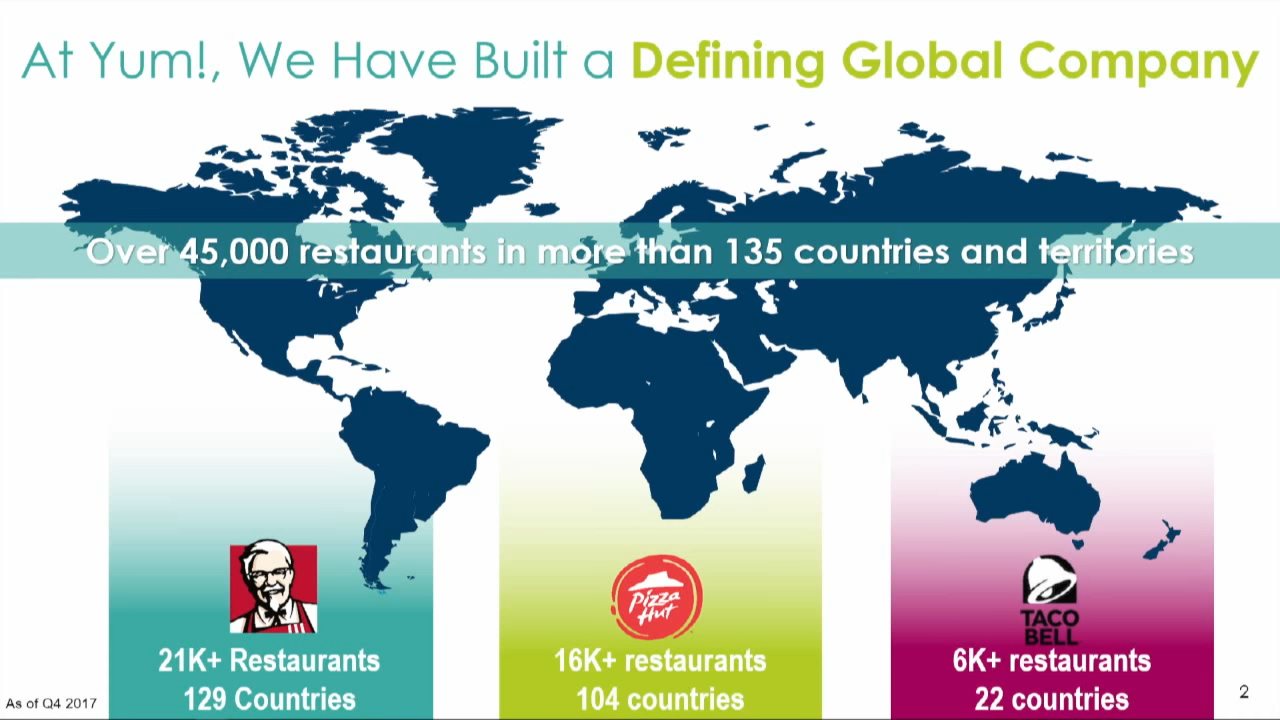 At Yum!, We Have Built a Defining Global Company
Over 45,000 restaurants in more than 135 countries and territories
Pizza
Hut
TACO
BELL
21K+ Restaurants
129 Countries
16K+ restaurants
104 countries
6K+ restaurants
22 countries
As of Q4 2017
2